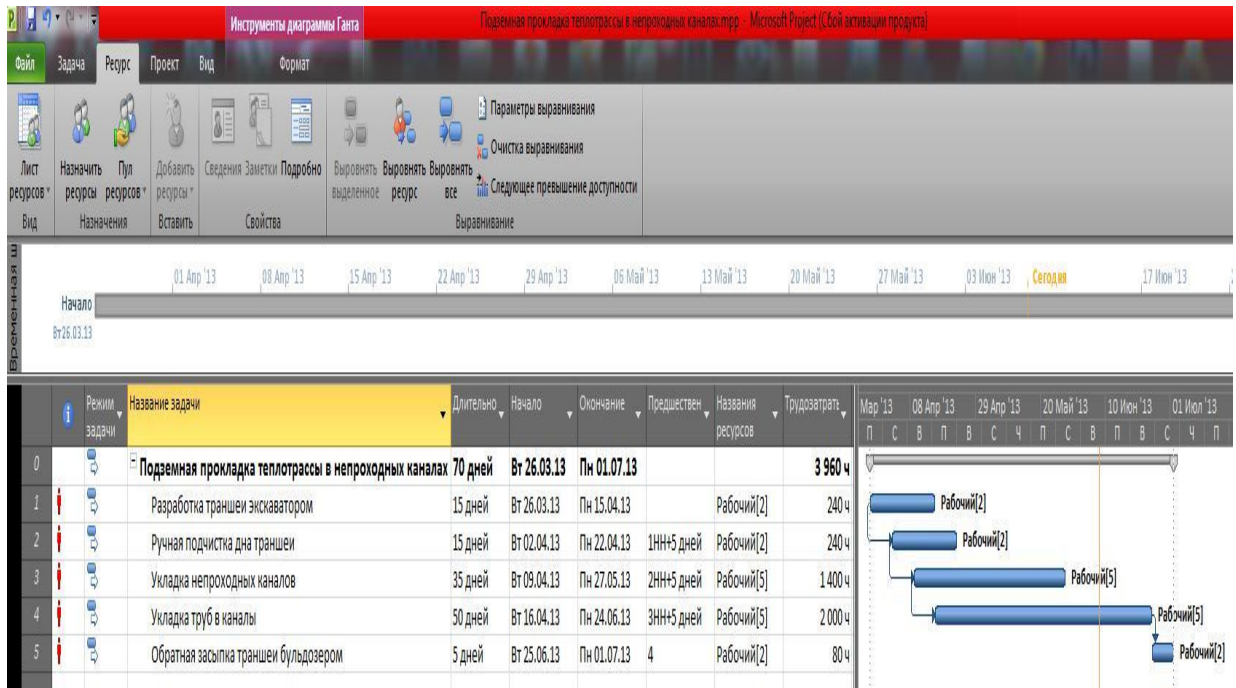 Инструменты диаграммы Ганта
Подземная прокладка теплотрассы в непроходных каналах.mpp - Microsoft Project (Сбой активации продукта)
Файл Задача Ресурс Проект Вид Формат
Параметры выравнивания
Очистка выравнивания
Следующее превышение доступности
Лист ресурсов
Назначить ресурсы
Пул ресурсов
Добавить ресурсы
Сведения Заметки Подробно
Выровнять выделенное
Выровнять ресурс
Выровнять все
Вид Назначения Вставить Свойства Выравнивание
Временная ш
01 Апр '13 08 Апр '13 15 Апр '13 22 Апр '13 29 Апр '13 06 Май '13 13 Май '13 20 Май '13 27 Май '13 03 Июн '13 Сегодня 17 Июн '13
Начало
Вт 26.03.13
Режим задачи Название задачи Длительно Начало Окончание Предшествен Названия ресурсов Трудозатраты Мар '13 08 Апр '13 29 Апр '13 20 Май '13 10 Июн '13 01 Июл '13
П С В П В С Ч П С В П В С Ч П
0 Подземная прокладка теплотрассы в непроходных каналах 70 дней Вт 26.03.13 Пн 01.07.13 3 960 ч
1 Разработка траншеи экскаватором 15 дней Вт 26.03.13 Пн 15.04.13 Рабочий[2] 240 ч Рабочий[2]
2 Ручная подчистка дна траншеи 15 дней Вт 02.04.13 Пн 22.04.13 1НН+5 дней Рабочий[2] 240 ч Рабочий[2]
3 Укладка непроходных каналов 35 дней Вт 09.04.13 Пн 27.05.13 2НН+5 дней Рабочий[5] 1 400 ч Рабочий[5]
4 Укладка труб в каналы 50 дней Вт 16.04.13 Пн 24.06.13 3НН+5 дней Рабочий[5] 2 000 ч Рабочий[5]
5 Обратная засыпка траншеи бульдозером 5 дней Вт 25.06.13 Пн 01.07.13 4 Рабочий[2] 80 ч Рабочий[2]